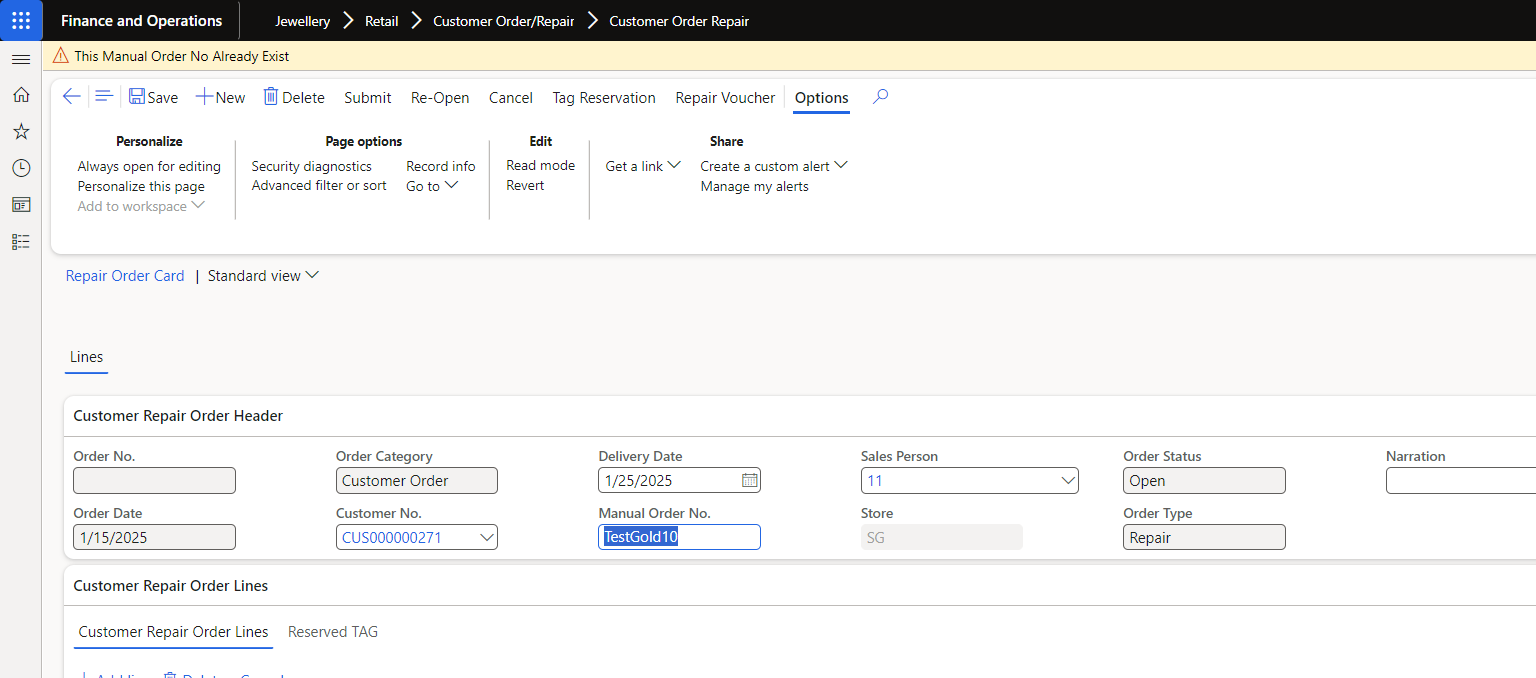 Finance and Operations
Jewellery Retail Customer Order/Repair Customer Order Repair
This Manual Order No Already Exist
Save New Delete Submit Re-Open Cancel Tag Reservation Repair Voucher Options
Personalize Page options Edit Share
Always open for editing Security diagnostics Record info Read mode Get a link Create a custom alert
Personalize this page Advanced filter or sort Go to Revert Manage my alerts
Add to workspace
Repair Order Card | Standard view
Lines
Customer Repair Order Header
Order No. Order Category Delivery Date Sales Person Order Status Narration
Customer Order 1/25/2025 11 Open
Order Date Customer No. Manual Order No. Store Order Type
1/15/2025 CUS000000271 TestGold10 SG Repair
Customer Repair Order Lines
Customer Repair Order Lines Reserved TAG